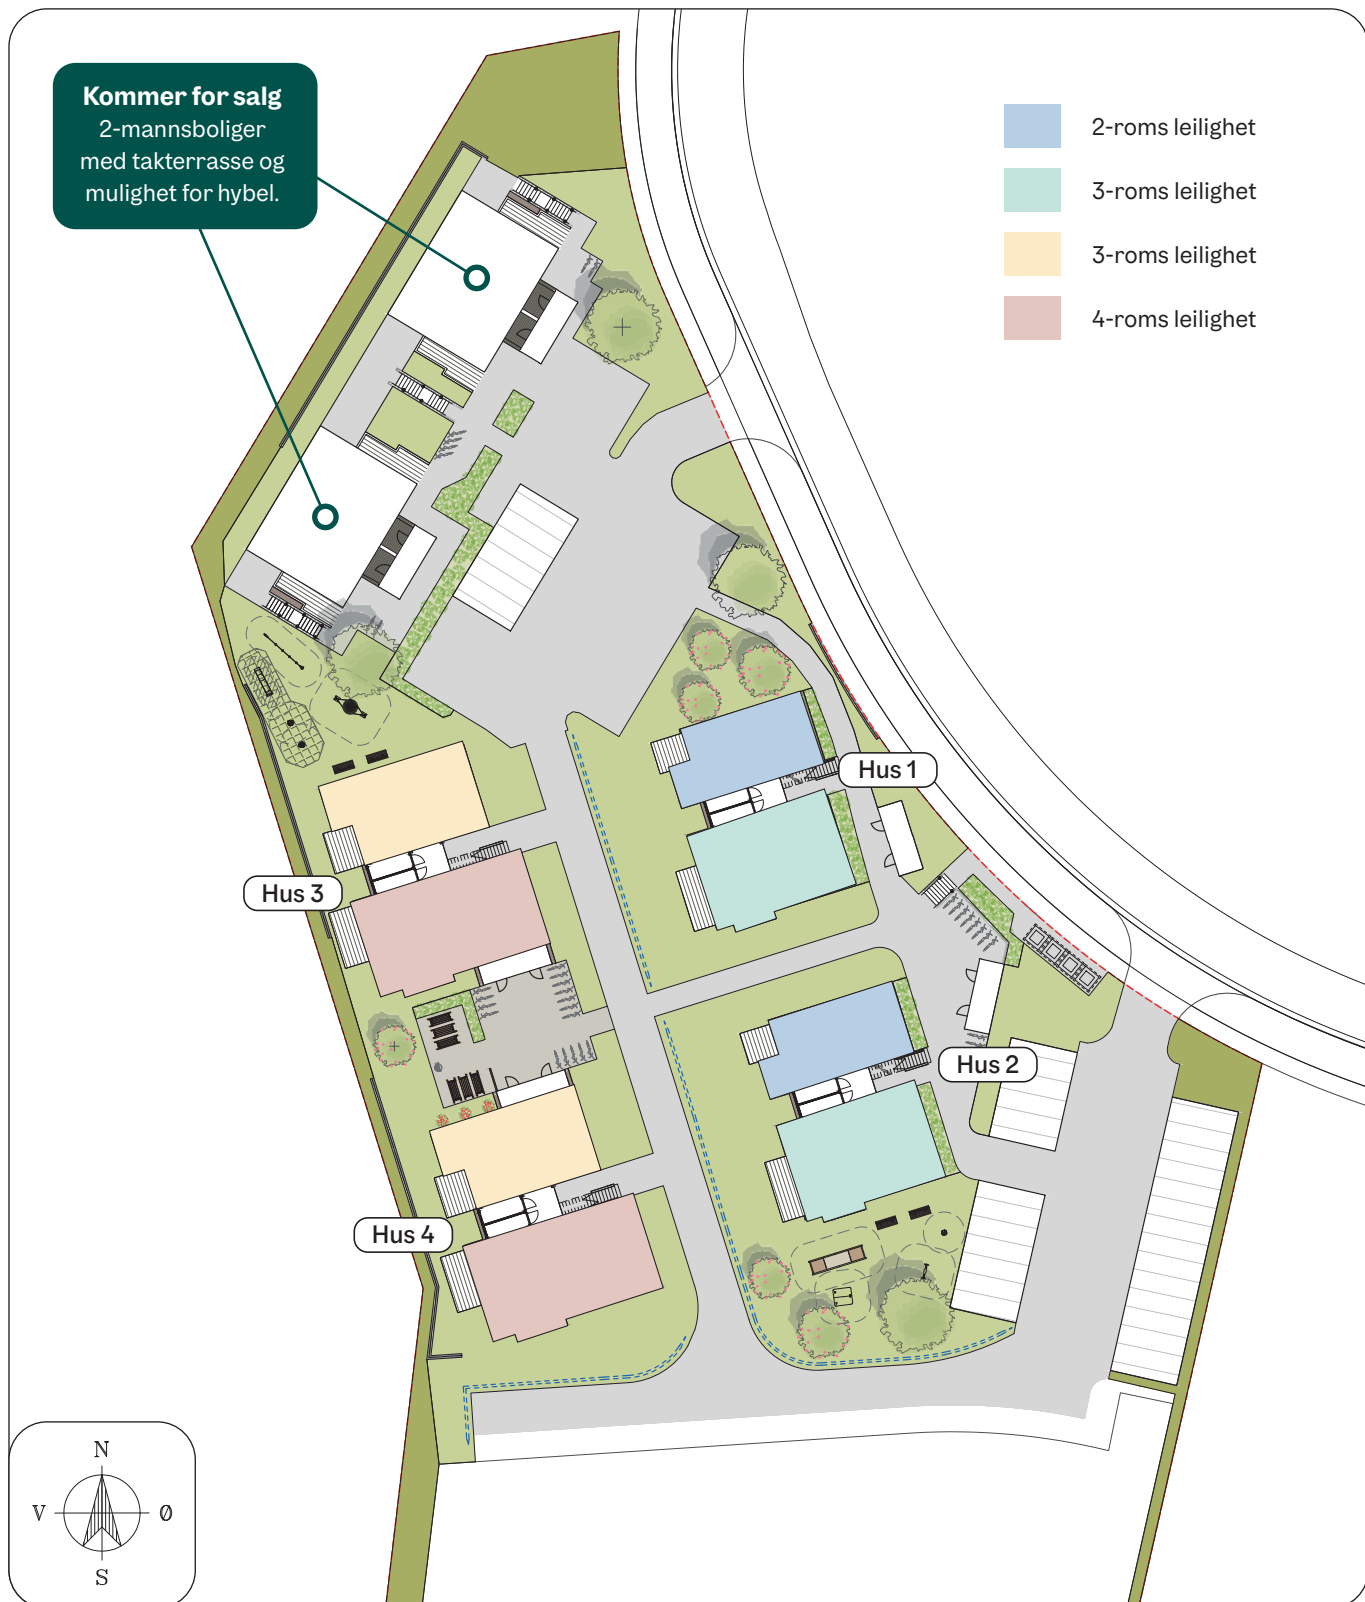 Kommer for salg
2-mannsboliger
med takterrasse og
mulighet for hybel.
2-roms leilighet
3-roms leilighet
3-roms leilighet
4-roms leilighet
Hus 1
Hus 3
Hus 2
Hus 4
N
V Ø
S